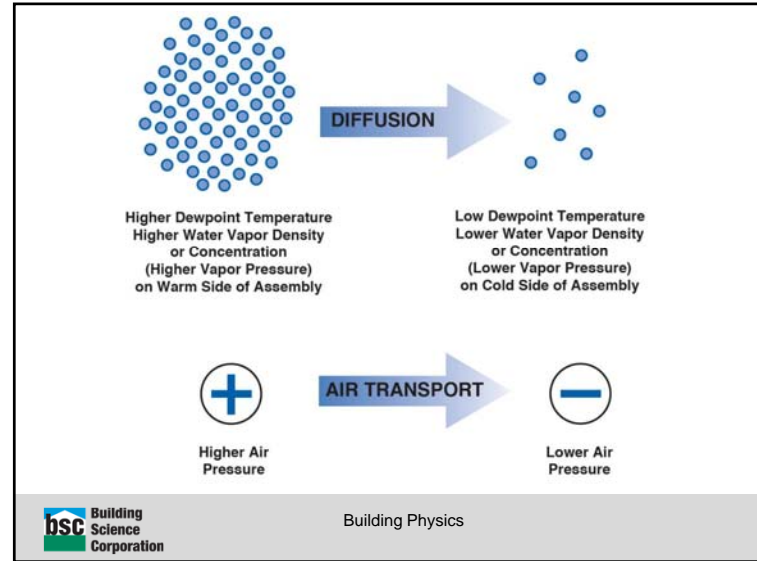 DIFFUSION
Higher Dewpoint Temperature
Higher Water Vapor Density
or Concentration
(Higher Vapor Pressure)
on Warm Side of Assembly
Low Dewpoint Temperature
Lower Water Vapor Density
or Concentration
(Lower Vapor Pressure)
on Cold Side of Assembly
AIR TRANSPORT
Higher Air
Pressure
Lower Air
Pressure
bsc
Building
Science
Corporation
Building Physics